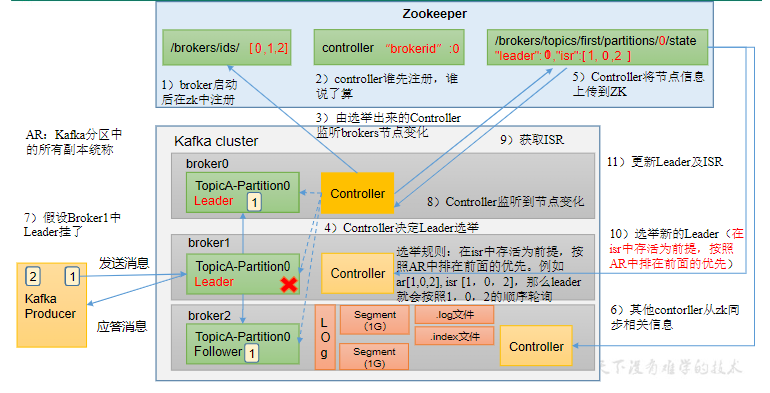 Zookeeper
/brokers/ids/ [0,1,2]
controller “brokerid” :0
/brokers/topics/first/partitions/0/state
"leader": ,"isr":[ 1, 0 ,2 ]
1）broker启动
后在zk中注册
2）controller谁先注册，谁
说了算
5）Controller将节点信息
上传到ZK
3）由选举出来的Controller
监听brokers节点变化
AR：Kafka分区中
的所有副本统称
Kafka cluster
9）获取ISR
11）更新Leader及ISR
broker0
TopicA-Partition0
Leader
1
Controller
8）Controller监听到节点变化
7）假设Broker1中
Leader挂了
4）Controller决定Leader选举
10）选举新的Leader（在
isr中存活为前提，按照
AR中排在前面的优先）
broker1
TopicA-Partition0
Leader
Controller
选举规则：在isr中存活为前提，按
照AR中排在前面的优先。例如
ar[1,0,2], isr [1，0，2]，那么leader
就会按照1，0，2的顺序轮询
发送消息
2 1
Kafka
Producer
应答消息
6）其他contorller从zk同
步相关信息
broker2
TopicA-Partition0
Follower
1
LOg
Segment
（1G）
.log文件
.index文件
Segment
（1G）
Controller
天下没有难学的技术